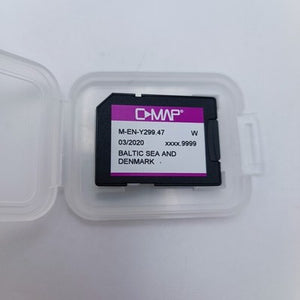 C-MAP®
M-EN-Y299.47 W
03/2020 xxxx.9999
BALTIC SEA AND
DENMARK